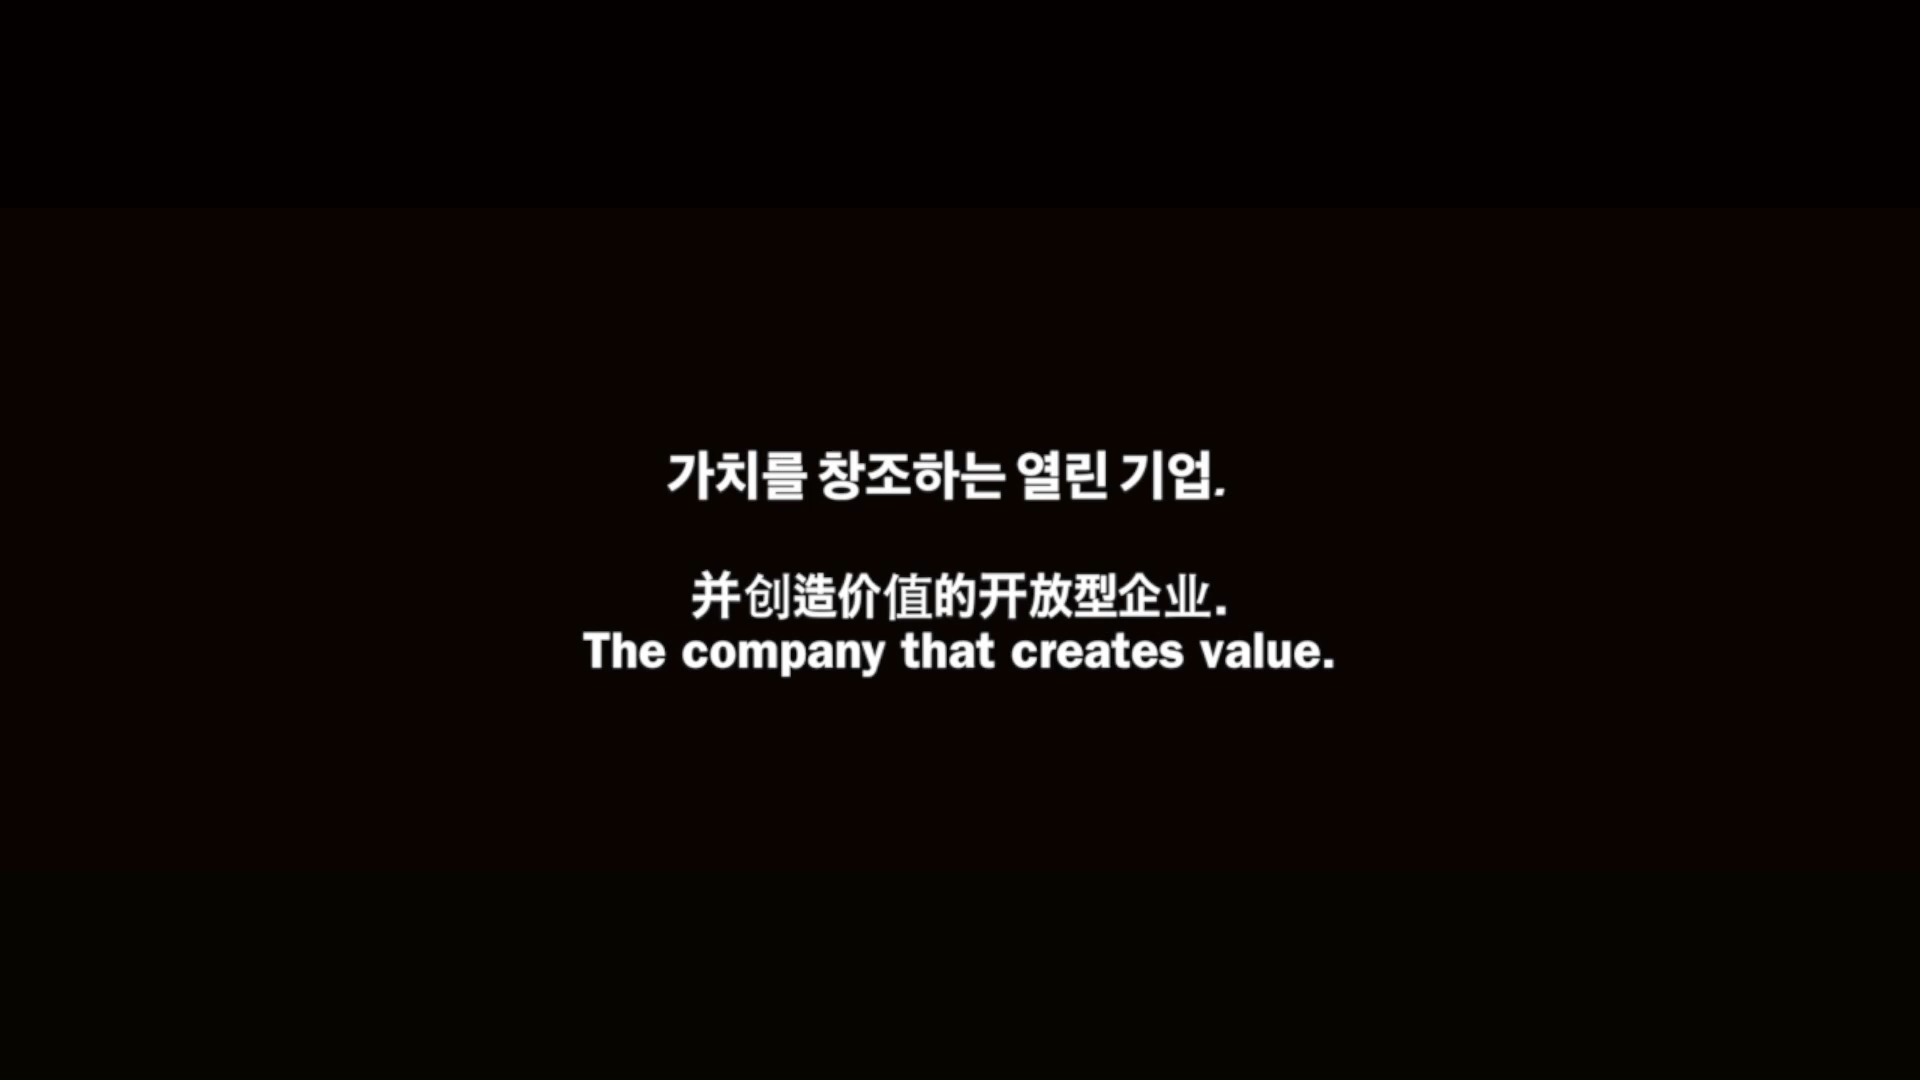 가치를 창조하는 열린 기업.
并创造价值的开放型企业.
The company that creates value.